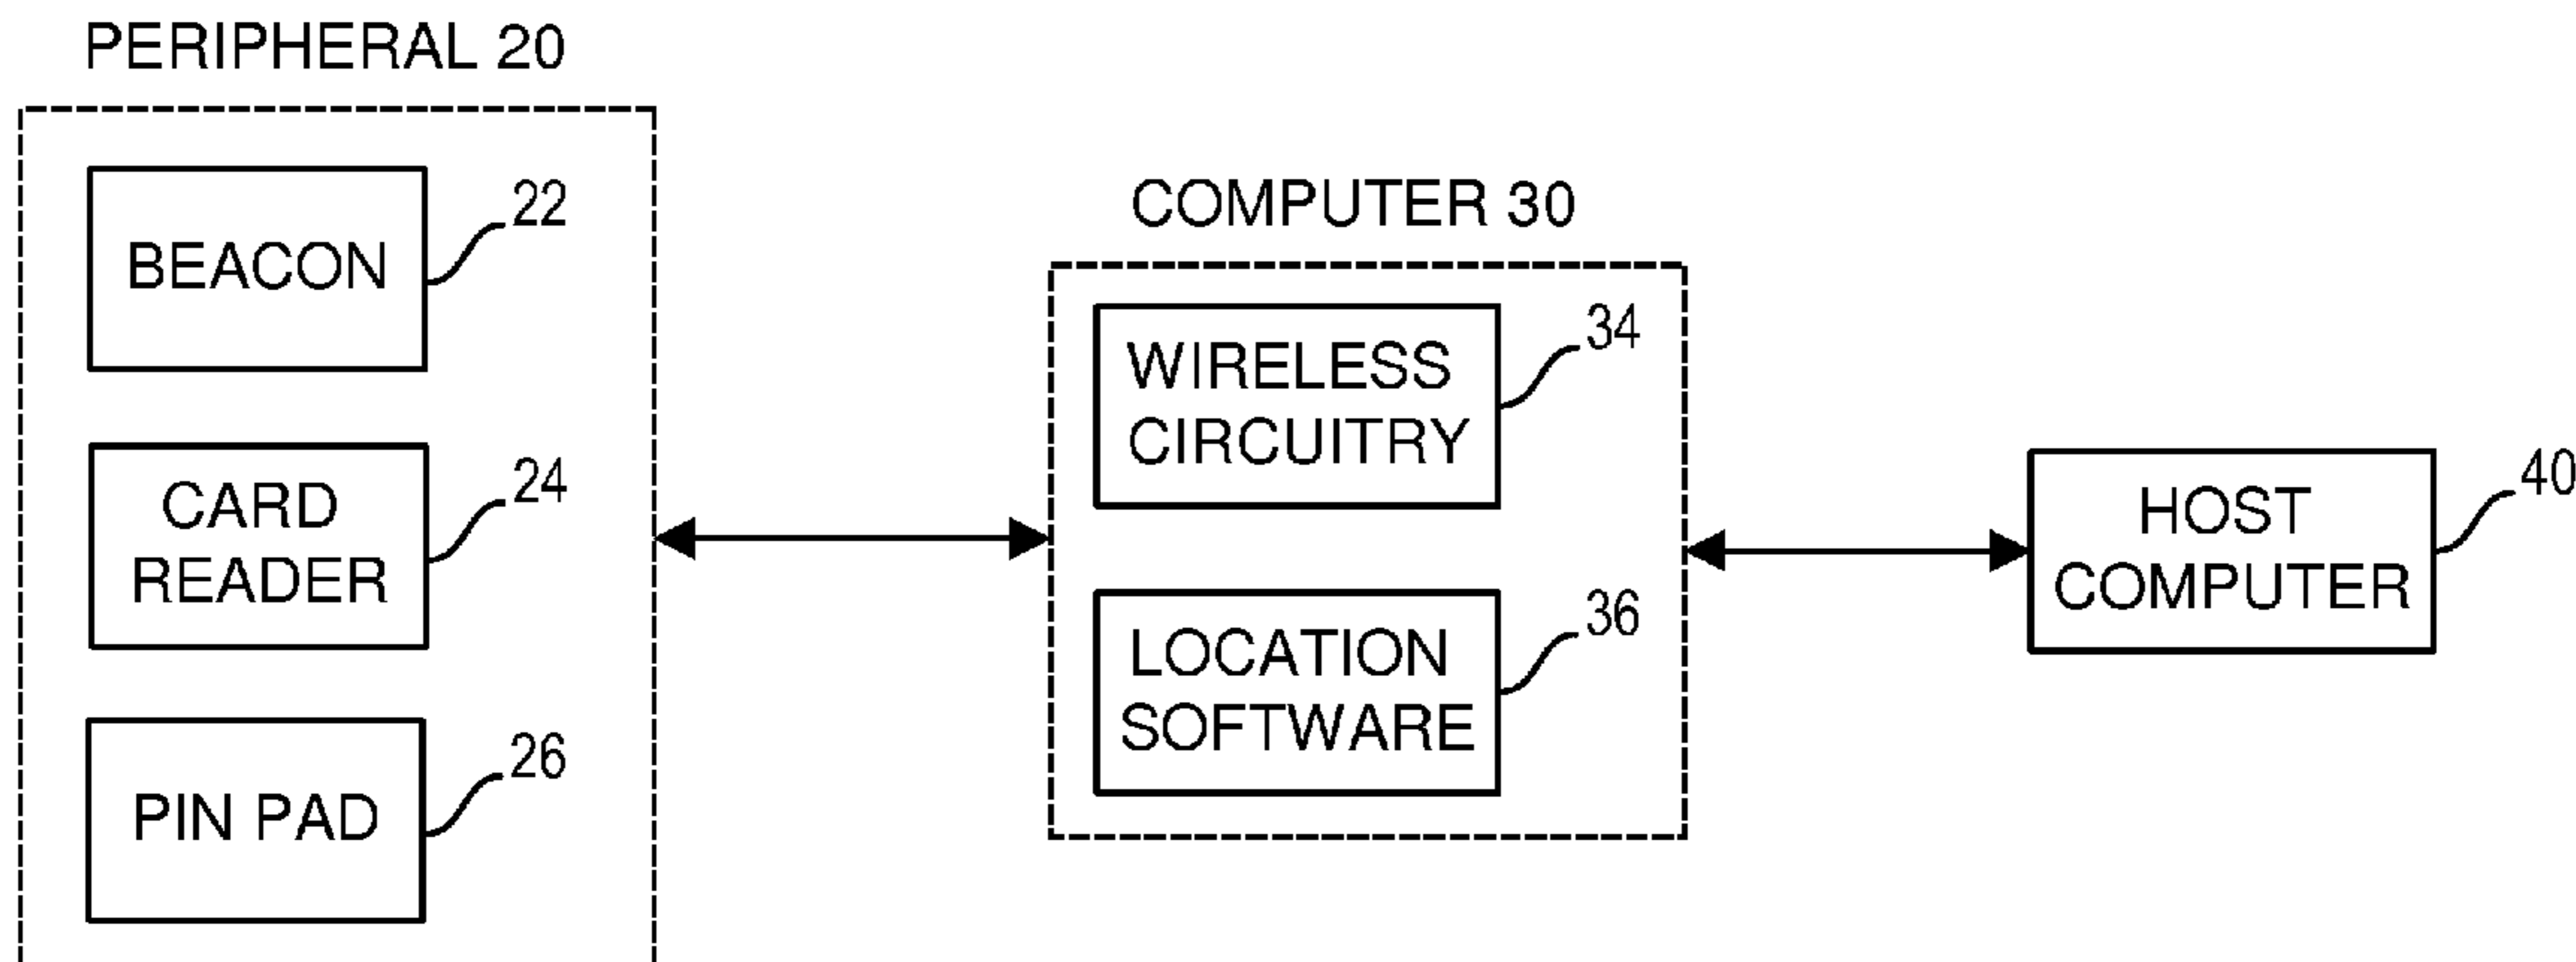 PERIPHERAL 20
BEACON
22
CARD
READER
24
PIN PAD
26
COMPUTER 30
WIRELESS
CIRCUITRY
34
LOCATION
SOFTWARE
36
HOST
COMPUTER
40